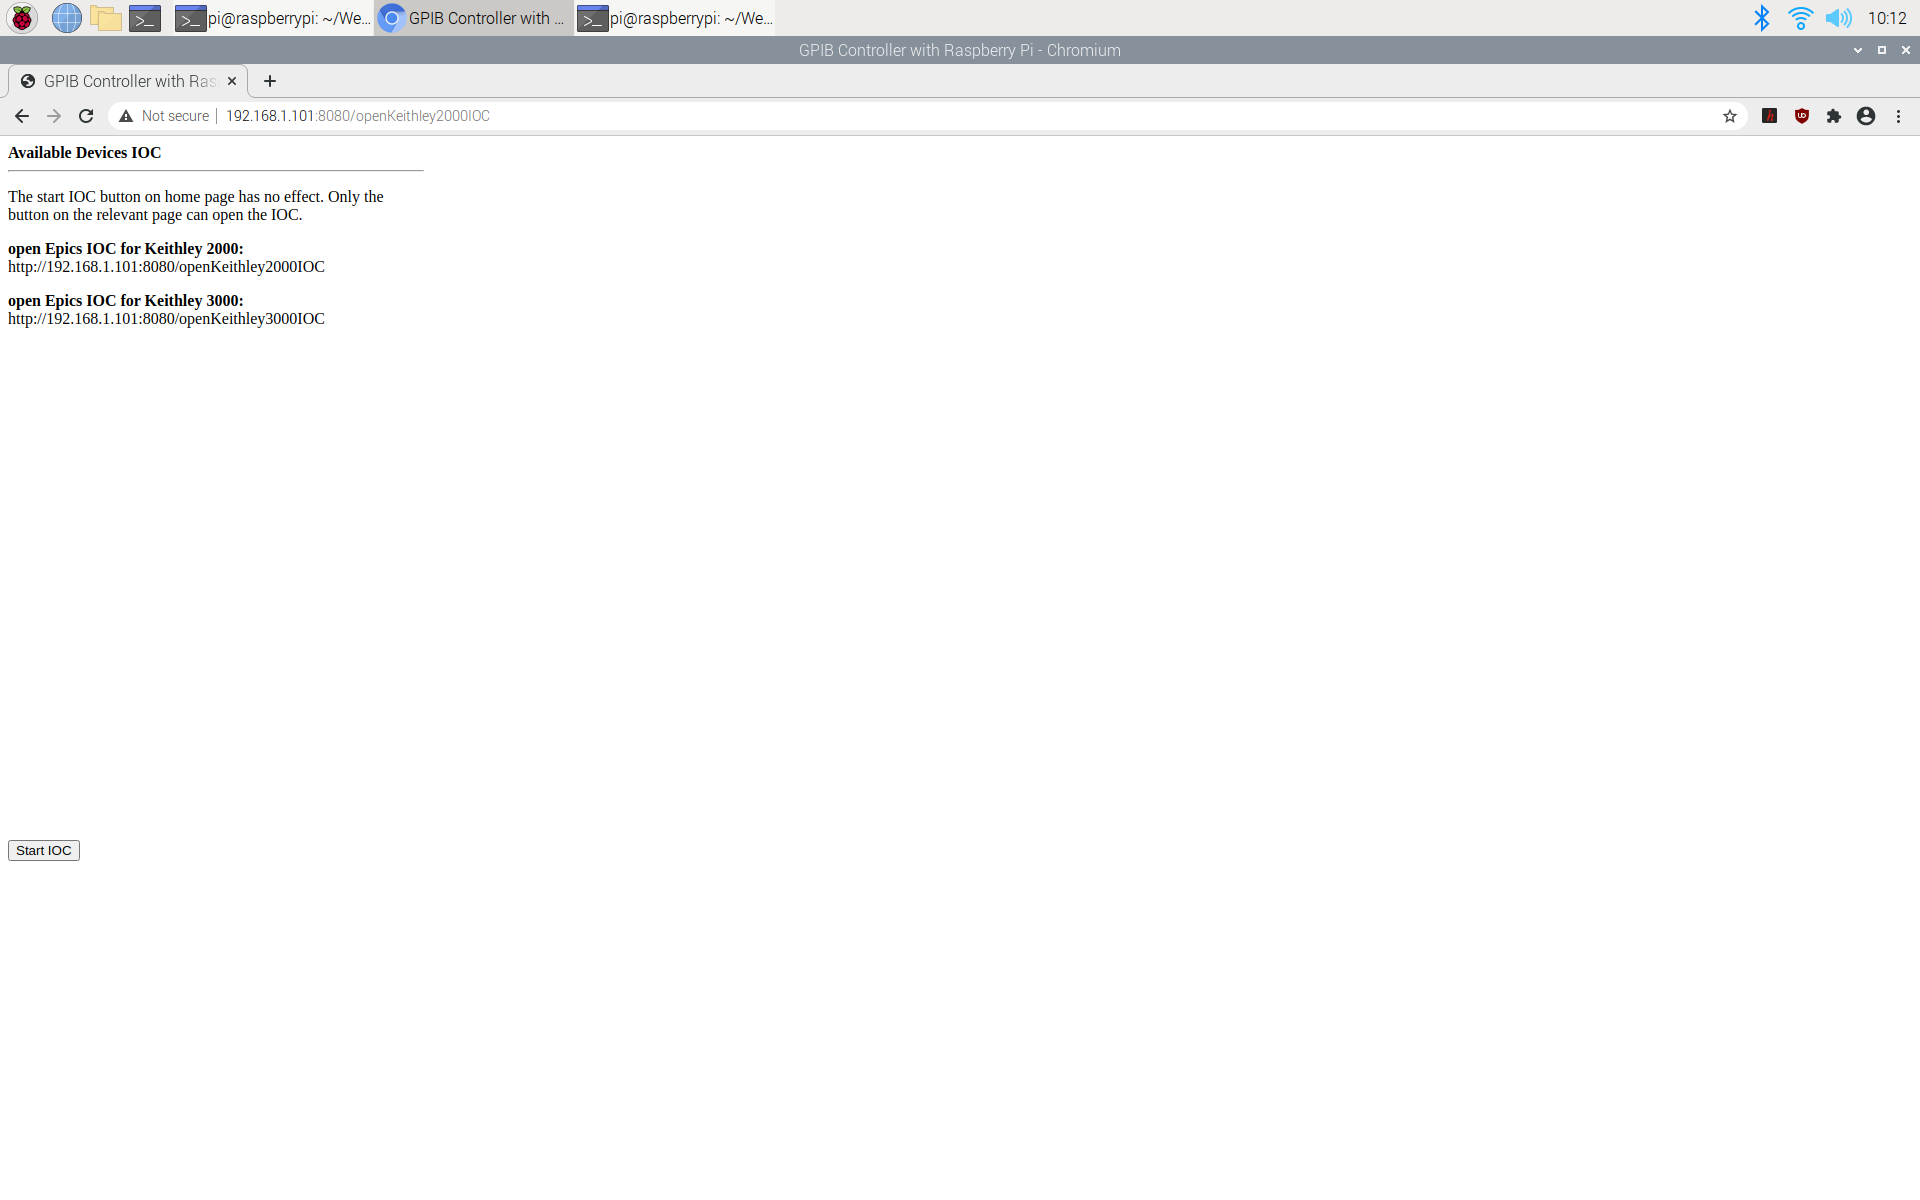 pi@raspberrypi: ~/We...
GPIB Controller with ...
pi@raspberrypi: ~/We...
10:12
GPIB Controller with Raspberry Pi - Chromium
GPIB Controller with Ras
Not secure
192.168.1.101:8080/openKeithley2000IOC
Available Devices IOC
The start IOC button on home page has no effect. Only the
button on the relevant page can open the IOC.
open Epics IOC for Keithley 2000:
http://192.168.1.101:8080/openKeithley2000IOC
open Epics IOC for Keithley 3000:
http://192.168.1.101:8080/openKeithley3000IOC
Start IOC